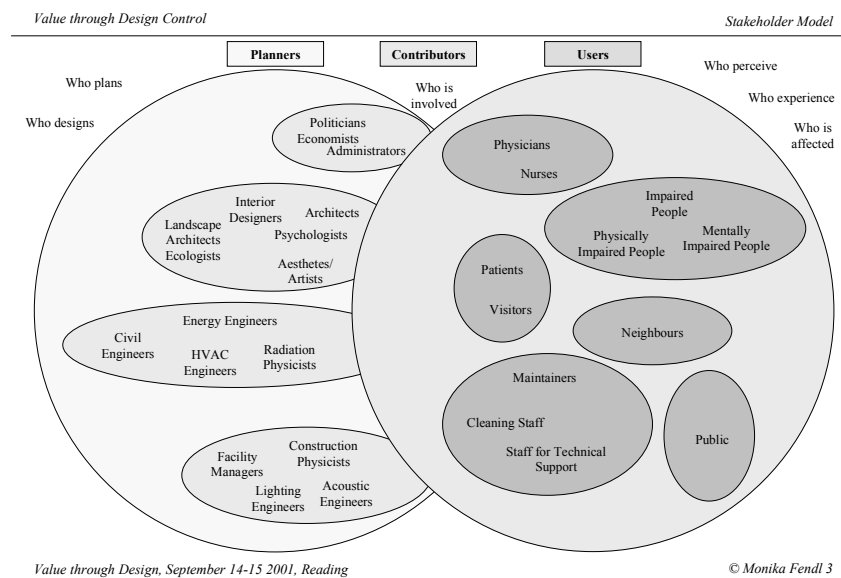 Value through Design Control
Stakeholder Model
Planners
Contributors
Users
Who plans
Who designs
Who is
involved
Who perceive
Who experience
Who is
affected
Politicians
Economists
Administrators
Interior
Designers
Architects
Landscape
Architects
Ecologists
Psychologists
Aesthetes/
Artists
Energy Engineers
Civil
Engineers
HVAC
Engineers
Radiation
Physicists
Facility
Managers
Construction
Physicists
Lighting
Engineers
Acoustic
Engineers
Physicians
Nurses
Impaired
People
Physically
Impaired People
Mentally
Impaired People
Patients
Visitors
Neighbours
Maintainers
Cleaning Staff
Staff for Technical
Support
Public
Value through Design, September 14-15 2001, Reading
© Monika Fendl 3